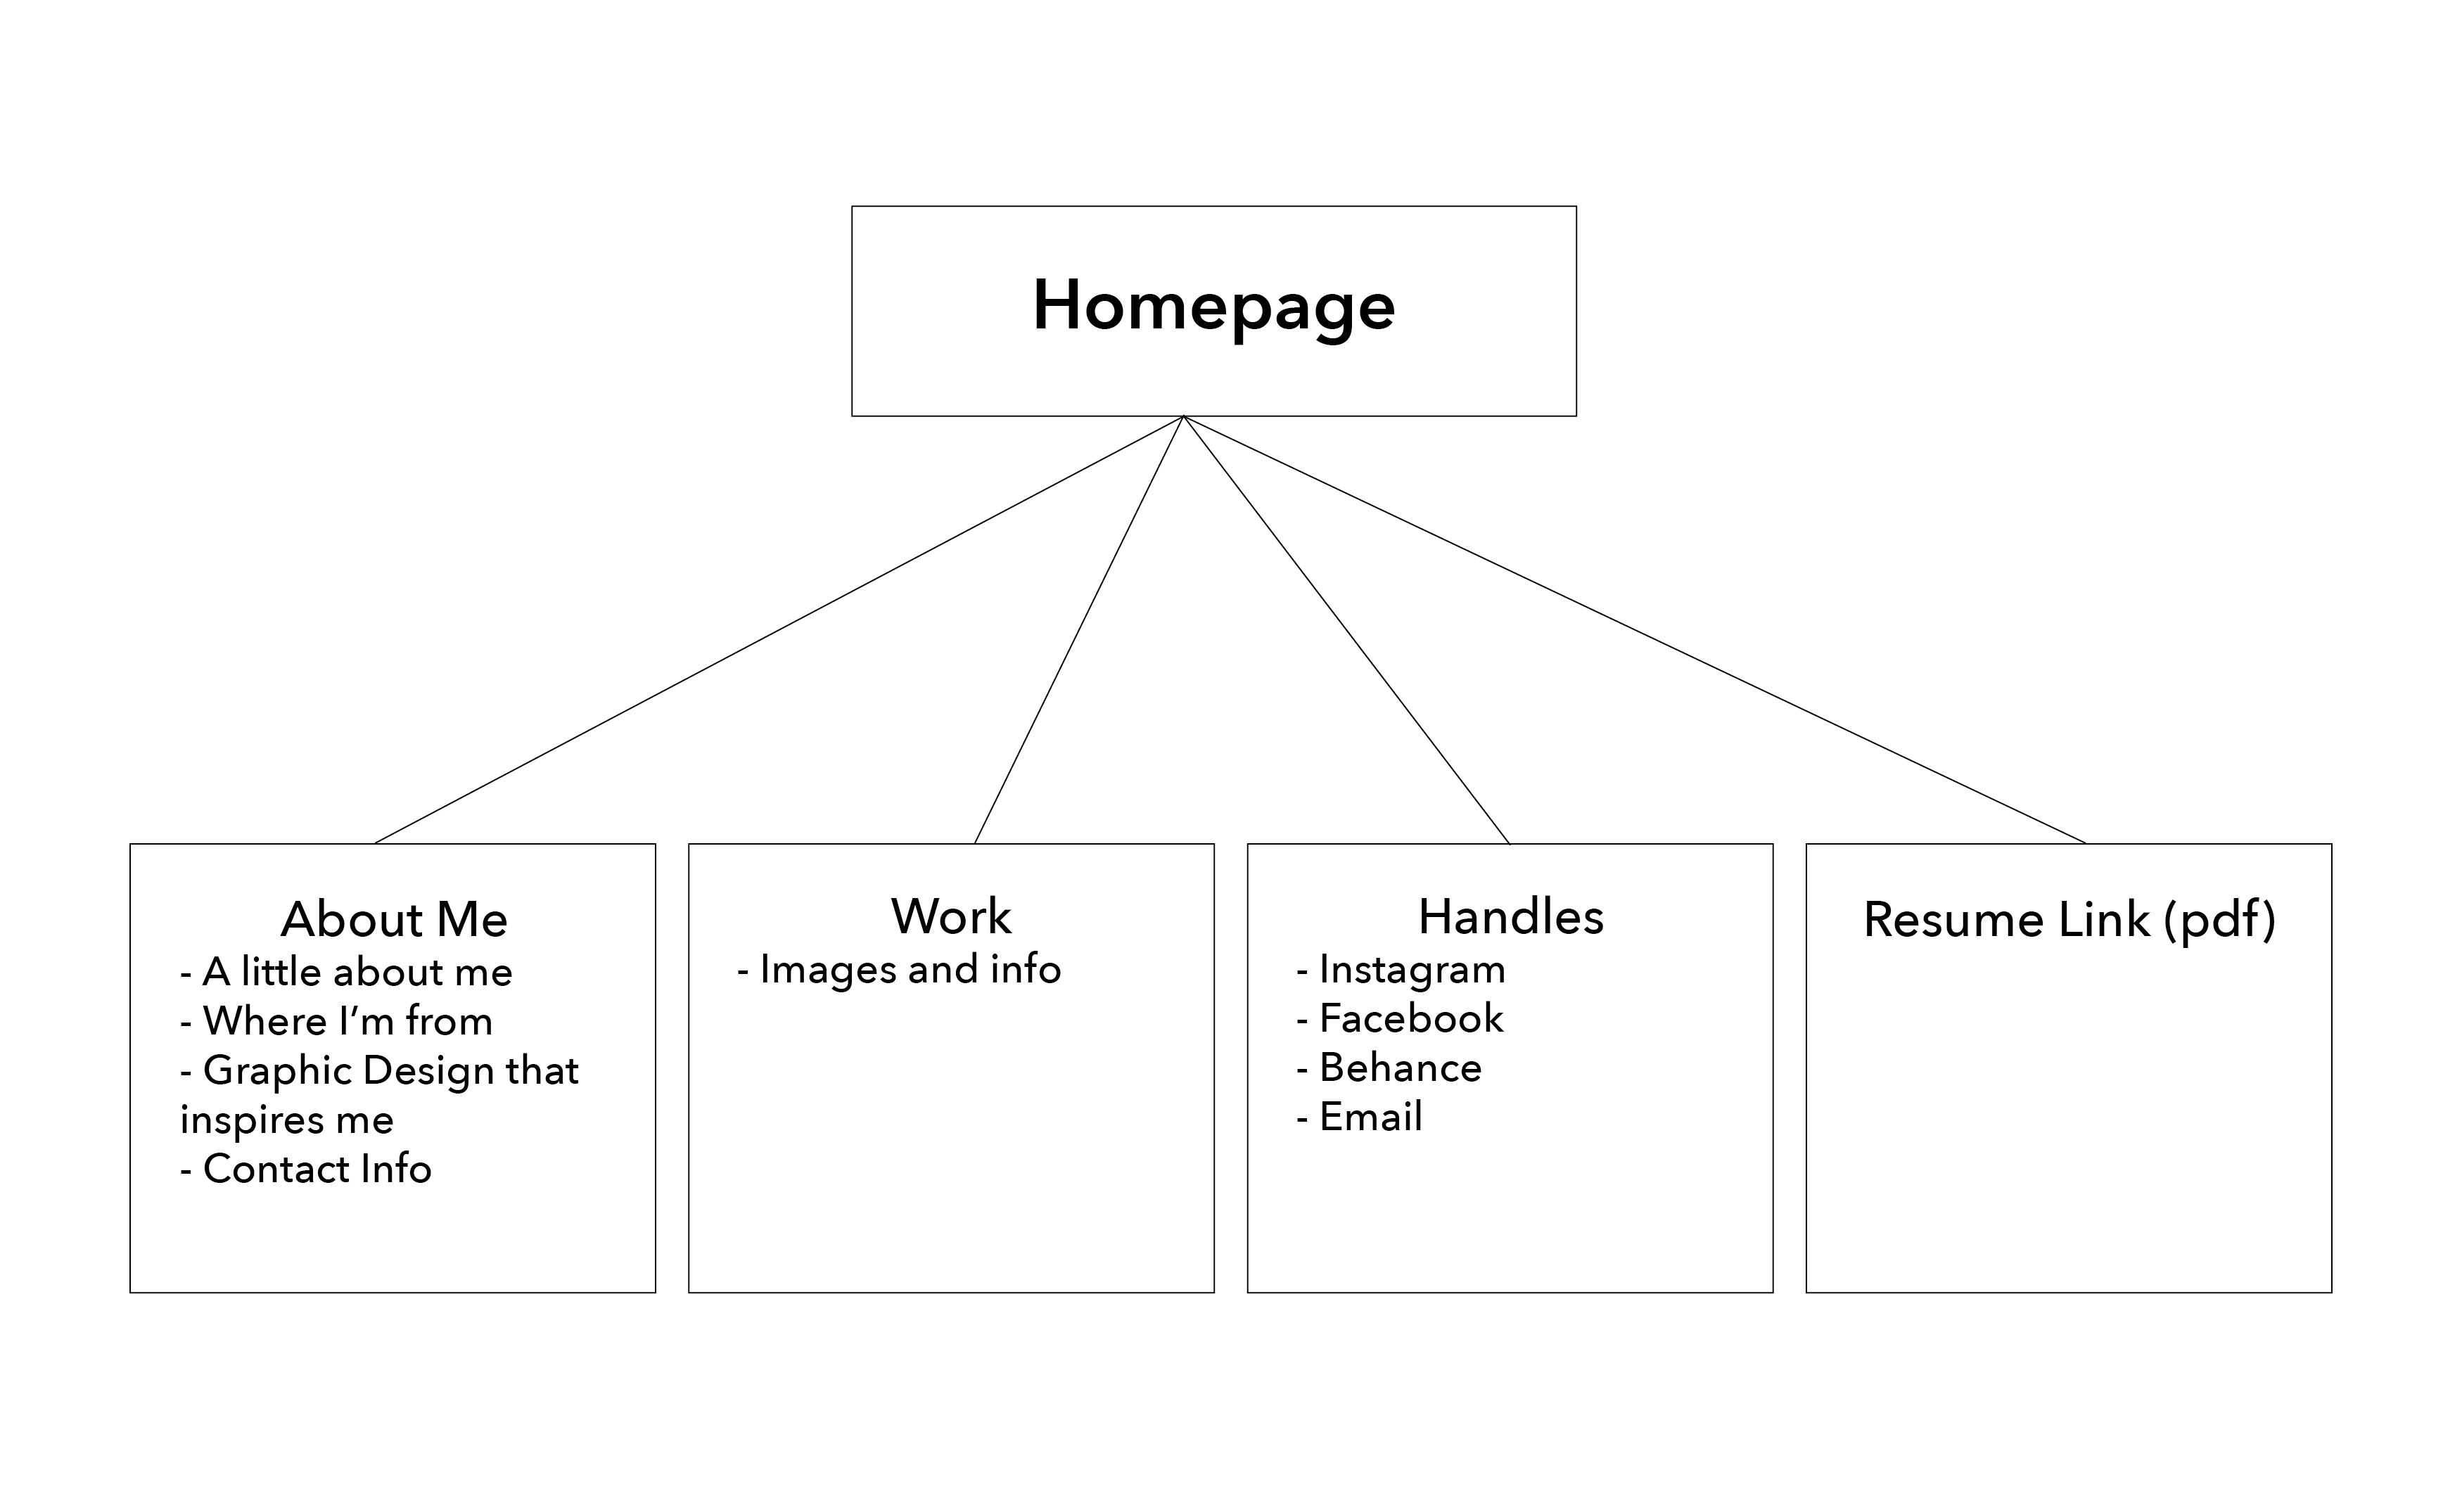 Homepage
About Me
- A little about me
- Where I’m from
- Graphic Design that
inspires me
- Contact Info
Work
- Images and info
Handles
- Instagram
- Facebook
- Behance
- Email
Resume Link (pdf)